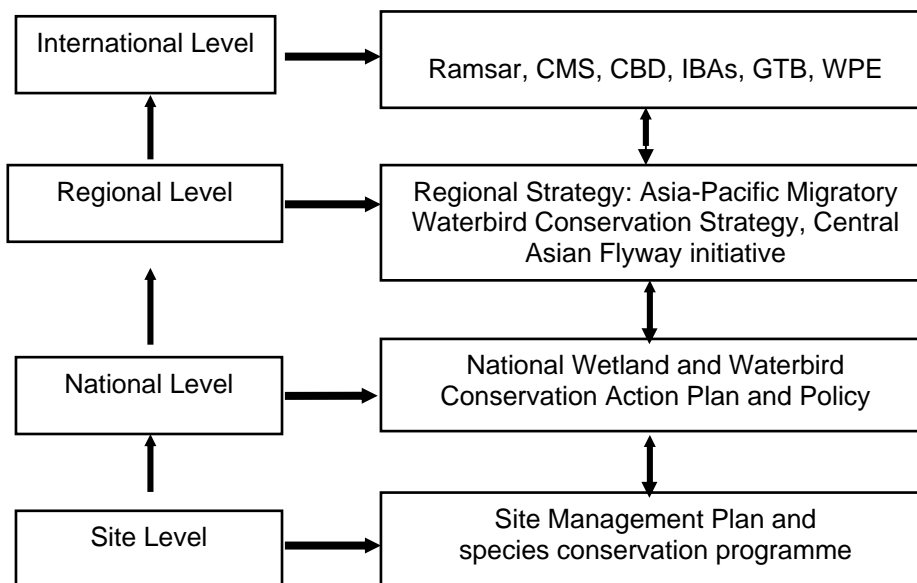 International Level
Ramsar, CMS, CBD, IBAs, GTB, WPE
Regional Level
Regional Strategy: Asia-Pacific Migratory
Waterbird Conservation Strategy, Central
Asian Flyway initiative
National Level
National Wetland and Waterbird
Conservation Action Plan and Policy
Site Level
Site Management Plan and
species conservation programme